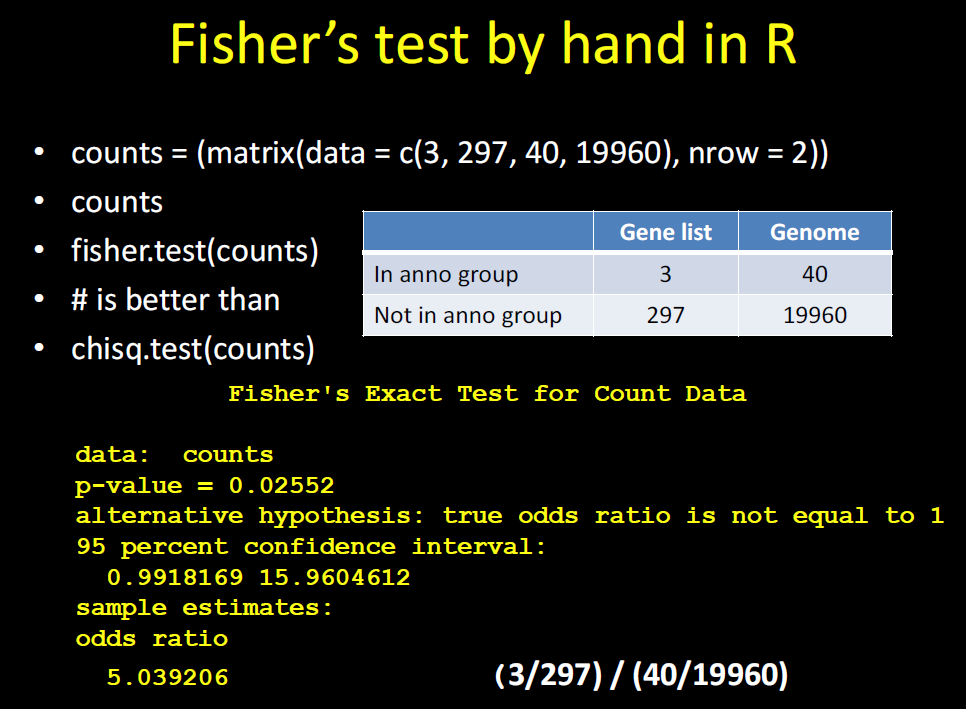 Fisher’s test by hand in R
• counts = (matrix(data = c(3, 297, 40, 19960), nrow = 2))
• counts
• fisher.test(counts)
• # is better than
• chisq.test(counts)
Gene list Genome
In anno group 3 40
Not in anno group 297 19960
Fisher's Exact Test for Count Data
data: counts
p-value = 0.02552
alternative hypothesis: true odds ratio is not equal to 1
95 percent confidence interval:
0.9918169 15.9604612
sample estimates:
odds ratio
5.039206
(3/297) / (40/19960)